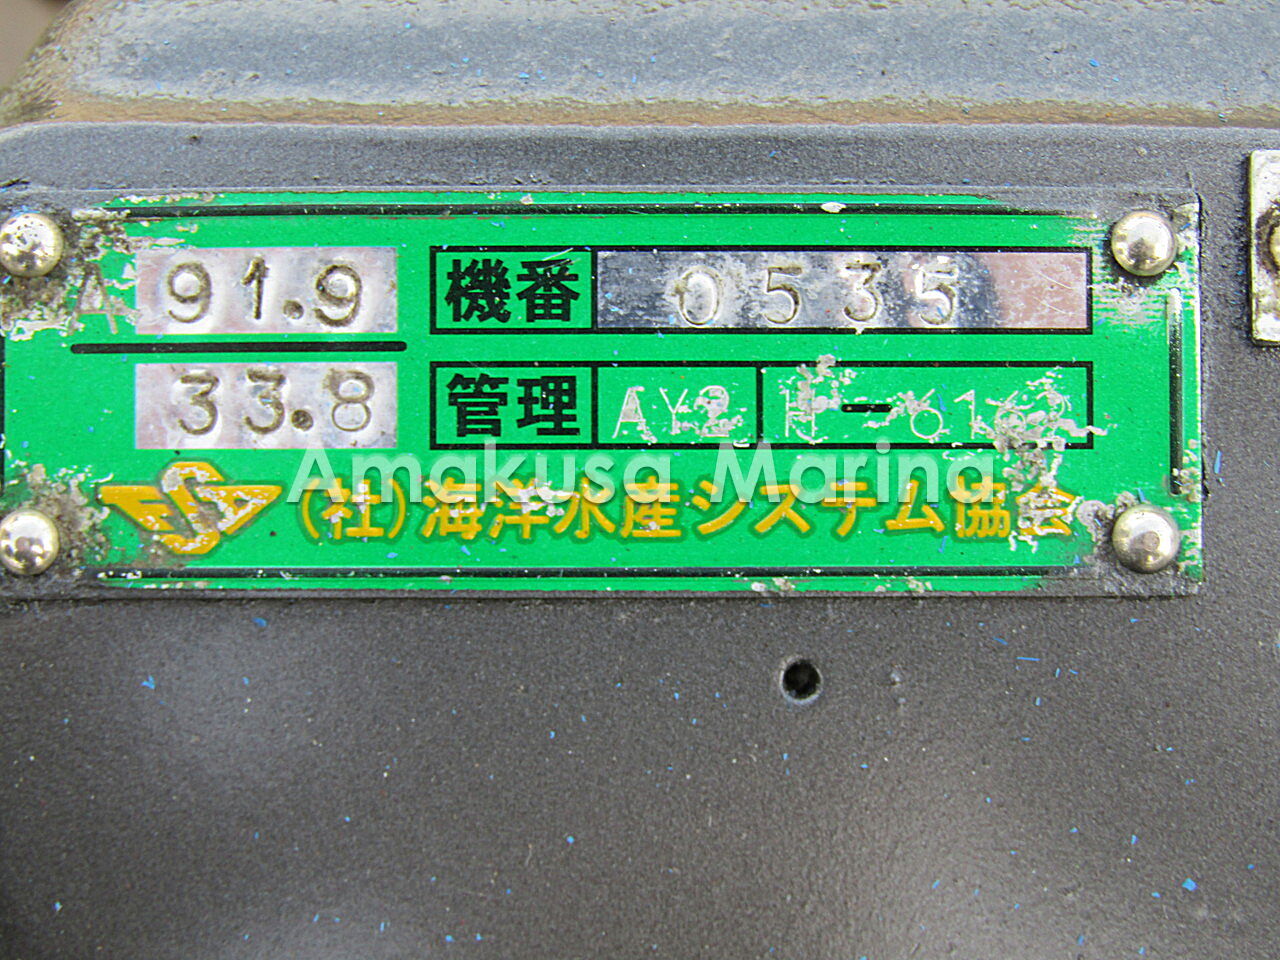 A 91.9
33.8
機番 0535
管理 AY2
(社)海洋水産システム協会
Amakusa Marina